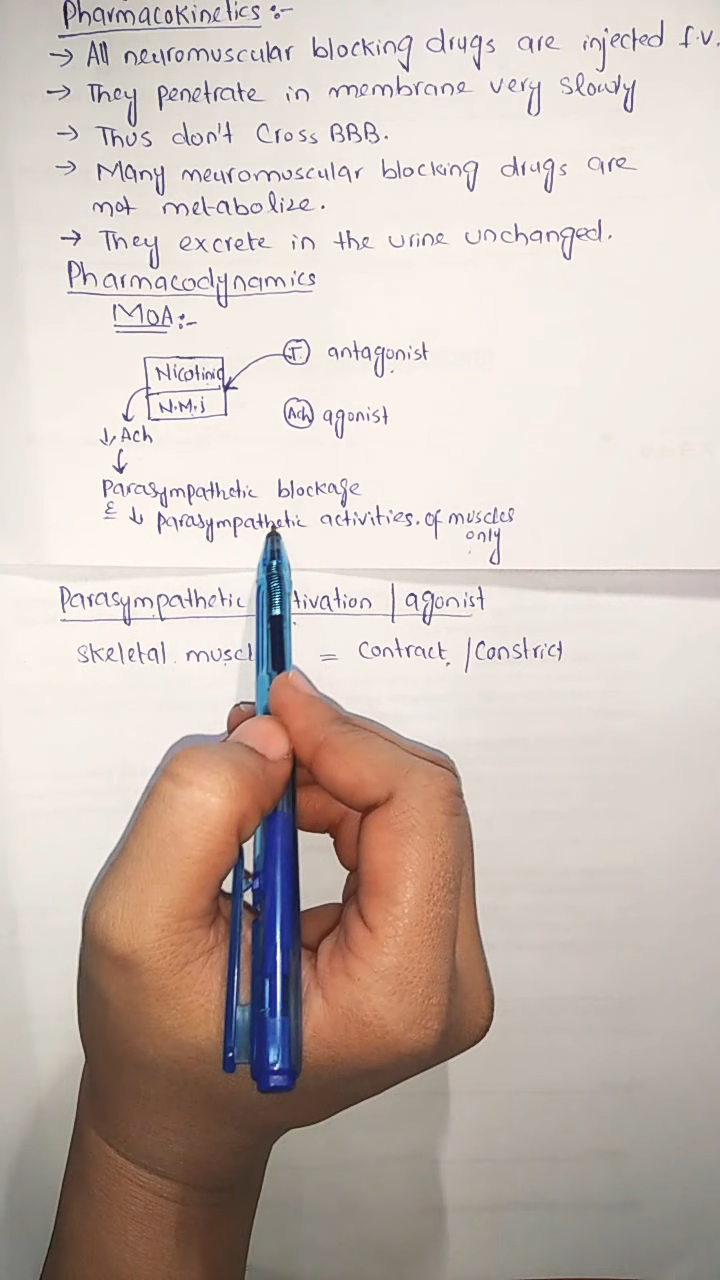 Pharmacokinetics :-
→ All neuromuscular blocking drugs are injected I.V.
→ They penetrate in membrane very slowly
→ Thus don't Cross BBB.
→ Many neuromuscular blocking drugs are
not metabolize.
→ They excrete in the urine unchanged.
Pharmacodynamics
MOA:-
T. antagonist
Nicotinic
N.M.j
Ach agonist
↓ Ach
↓
Parasympathetic blockage
& ↓ parasympathetic activities. of muscles
only
Parasympathetic tivation / agonist
Skeletal muscl = Contract / Constrict